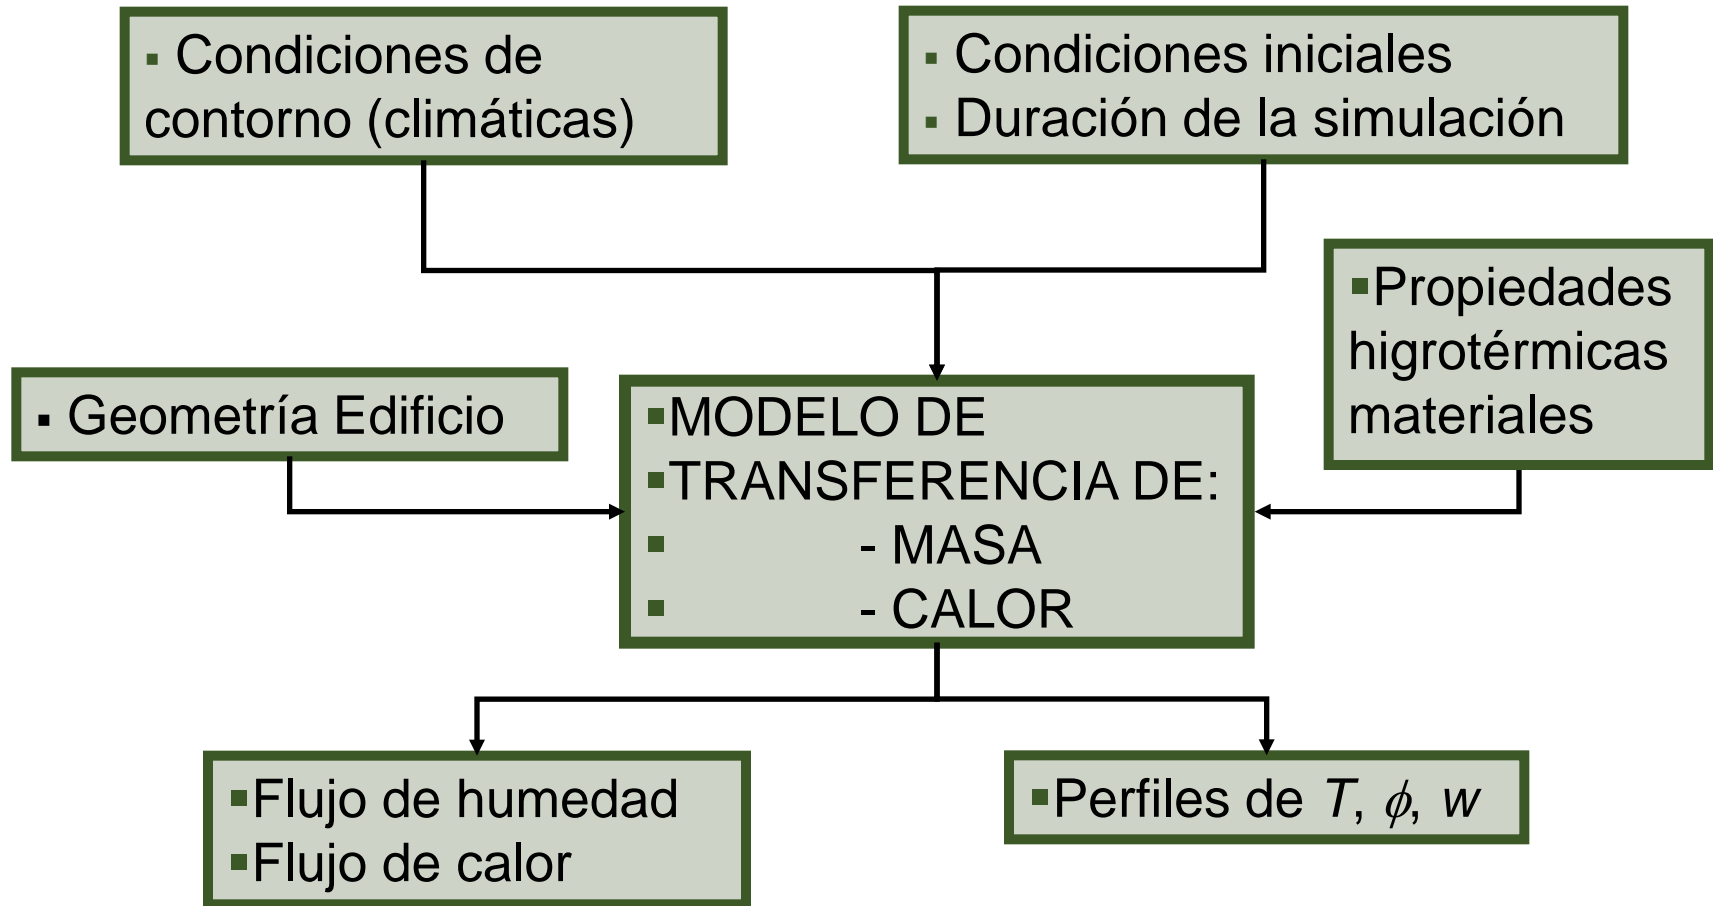 ▪ Condiciones de
contorno (climáticas)
▪ Condiciones iniciales
▪ Duración de la simulación
▪Propiedades
higrotérmicas
materiales
▪ Geometría Edificio
▪MODELO DE
▪TRANSFERENCIA DE:
▪ - MASA
▪ - CALOR
▪Flujo de humedad
▪Flujo de calor
▪Perfiles de T, ϕ, w